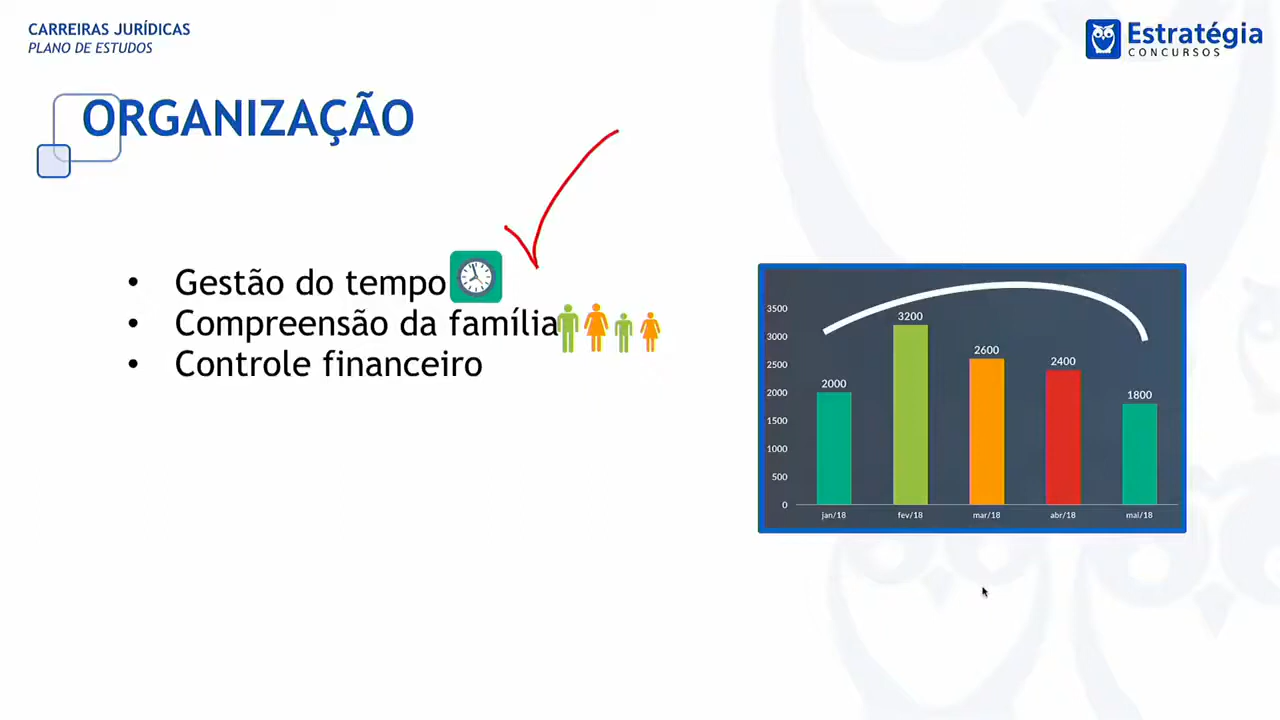 CARREIRAS JURÍDICAS
PLANO DE ESTUDOS
Estratégia
CONCURSOS
ORGANIZAÇÃO
• Gestão do tempo
• Compreensão da família
• Controle financeiro
3500
3000
2500
2000
1500
1000
500
0
2000
3200
2600
2400
1800
jan/18
fev/18
mar/18
abr/18
mai/18